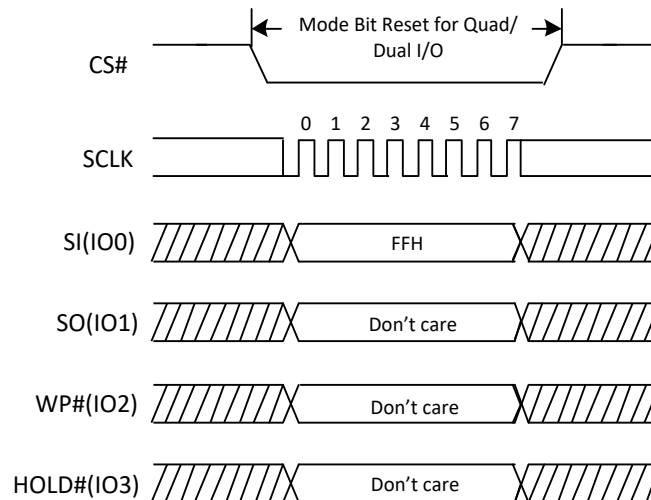 Mode Bit Reset for Quad/
Dual I/O
CS#
0 1 2 3 4 5 6 7
SCLK
SI(IO0)
FFH
SO(IO1)
Don't care
WP#(IO2)
Don't care
HOLD#(IO3)
Don't care